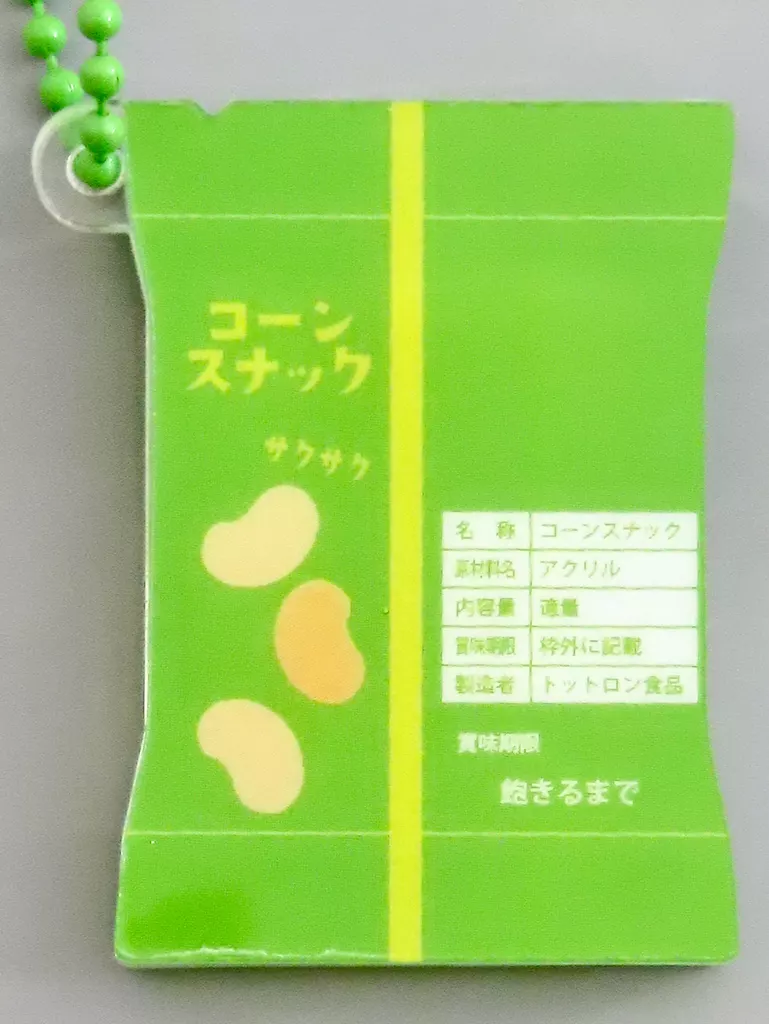 コーン
スナック
サクサク
名 称 コーンスナック
原材料名 アクリル
内容量 適量
賞味期限 枠外に記載
製造者 トットロン食品
賞味期限
飽きるまで